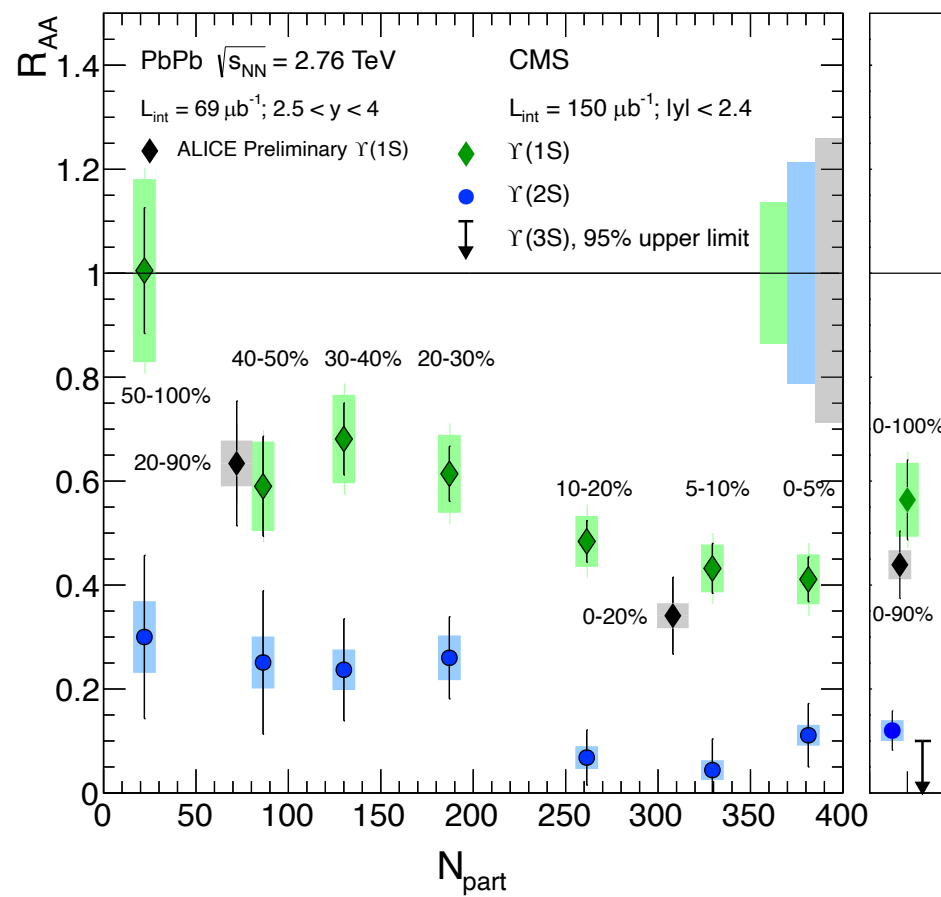 R_AA
1.4
1.2
1
0.8
0.6
0.4
0.2
0
PbPb √s_NN = 2.76 TeV
CMS
L_int = 69 μb⁻¹; 2.5 < y < 4
L_int = 150 μb⁻¹; |y| < 2.4
ALICE Preliminary ϒ(1S)
ϒ(1S)
ϒ(2S)
ϒ(3S), 95% upper limit
40-50%
30-40%
20-30%
50-100%
20-90%
10-20%
5-10%
0-5%
0-20%
0-100%
0-90%
0 50 100 150 200 250 300 350 400
N_part